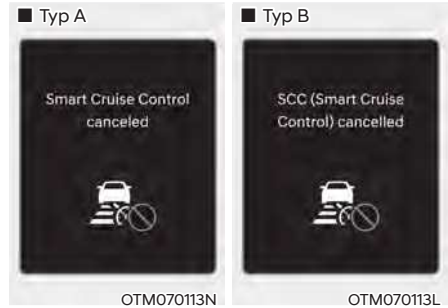 ■ Typ A
Smart Cruise Control
canceled
OTM070113N
■ Typ B
SCC (Smart Cruise
Control) cancelled
OTM070113L